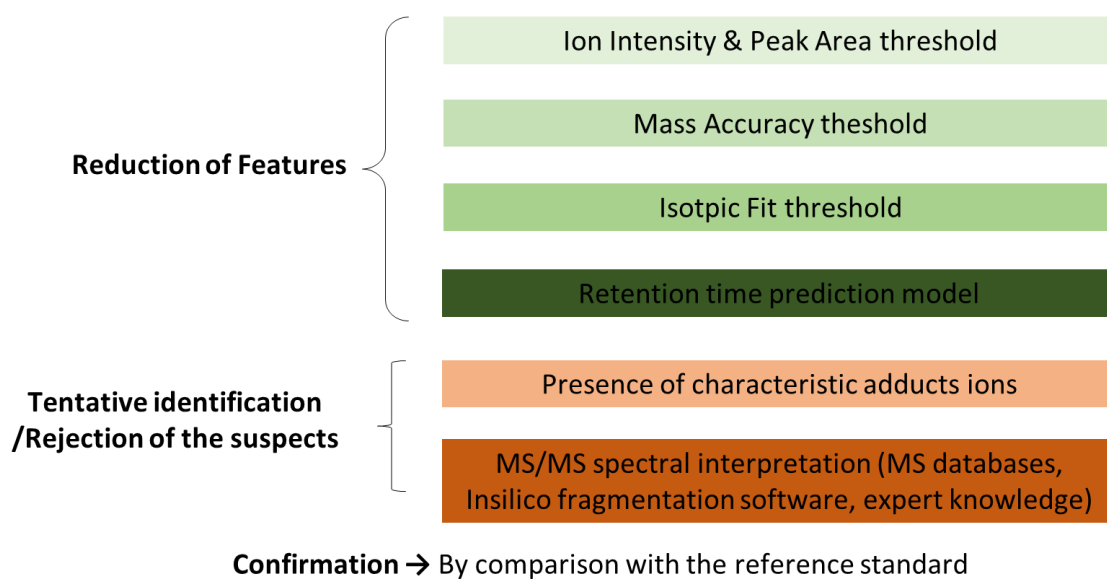 Ion Intensity & Peak Area threshold
Mass Accuracy theshold
Reduction of Features
Isotpic Fit threshold
Retention time prediction model
Presence of characteristic adducts ions
Tentative identification
/Rejection of the suspects
MS/MS spectral interpretation (MS databases,
Insilico fragmentation software, expert knowledge)
Confirmation → By comparison with the reference standard